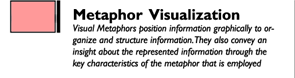 Metaphor Visualization
Visual Metaphors position information graphically to or-
ganize and structure information. They also convey an
insight about the represented information through the
key characteristics of the metaphor that is employed